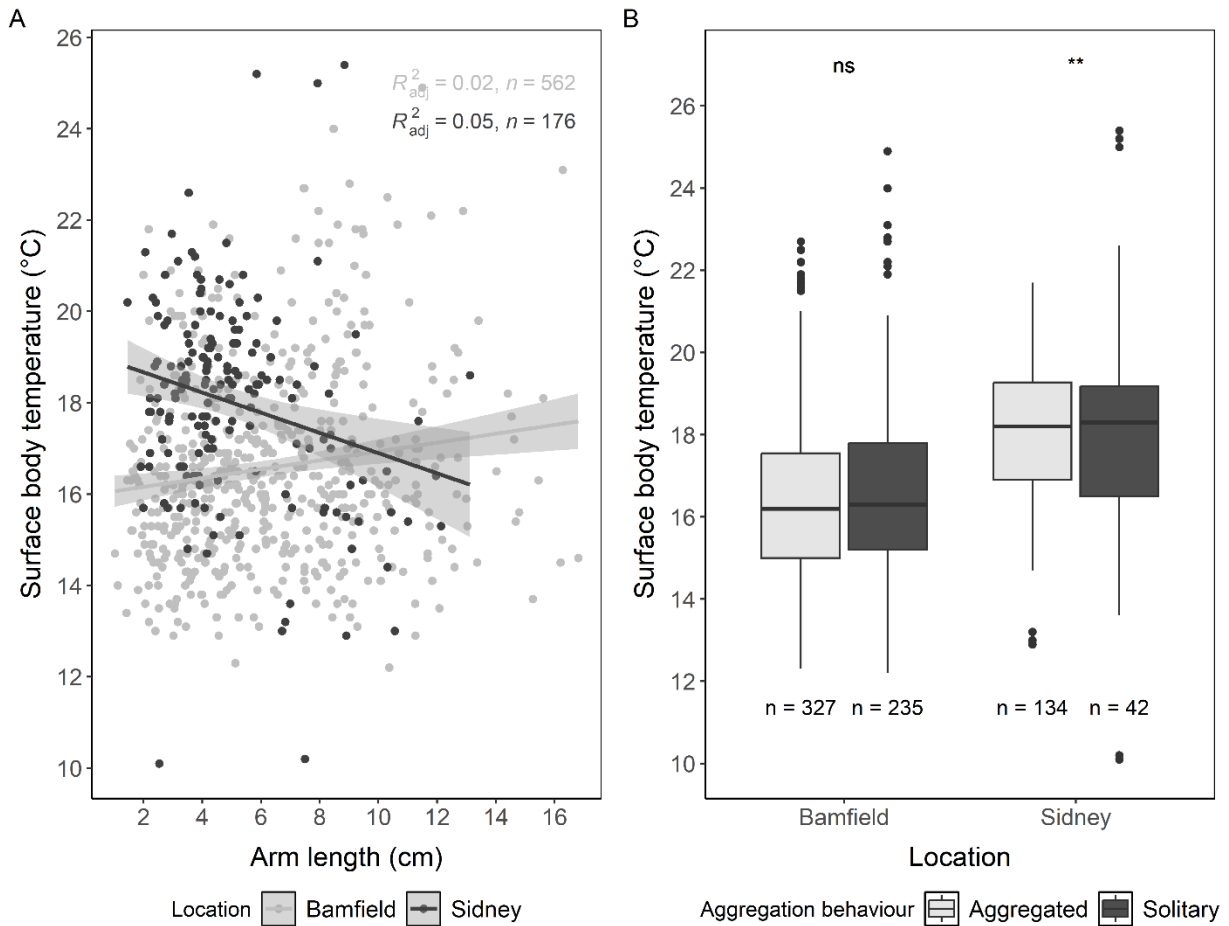 A
Surface body temperature (°C)
26
24
22
20
18
16
14
12
10
R²adj = 0.02, n = 562
R²adj = 0.05, n = 176
2 4 6 8 10 12 14 16
Arm length (cm)
Location Bamfield Sidney
B
Surface body temperature (°C)
26
24
22
20
18
16
14
12
10
ns **
n = 327 n = 235 n = 134 n = 42
Bamfield Sidney
Location
Aggregation behaviour Aggregated Solitary